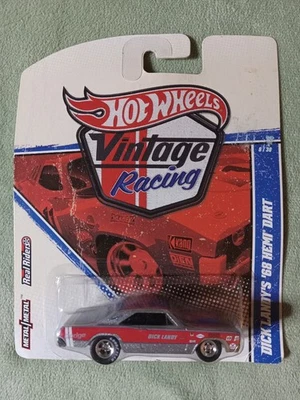 HOT WHEELS
Vintage
Racing
DICK LANDY'S '68 HEMI® DART
Real Riders
METAL/METAL
DICK LANDY